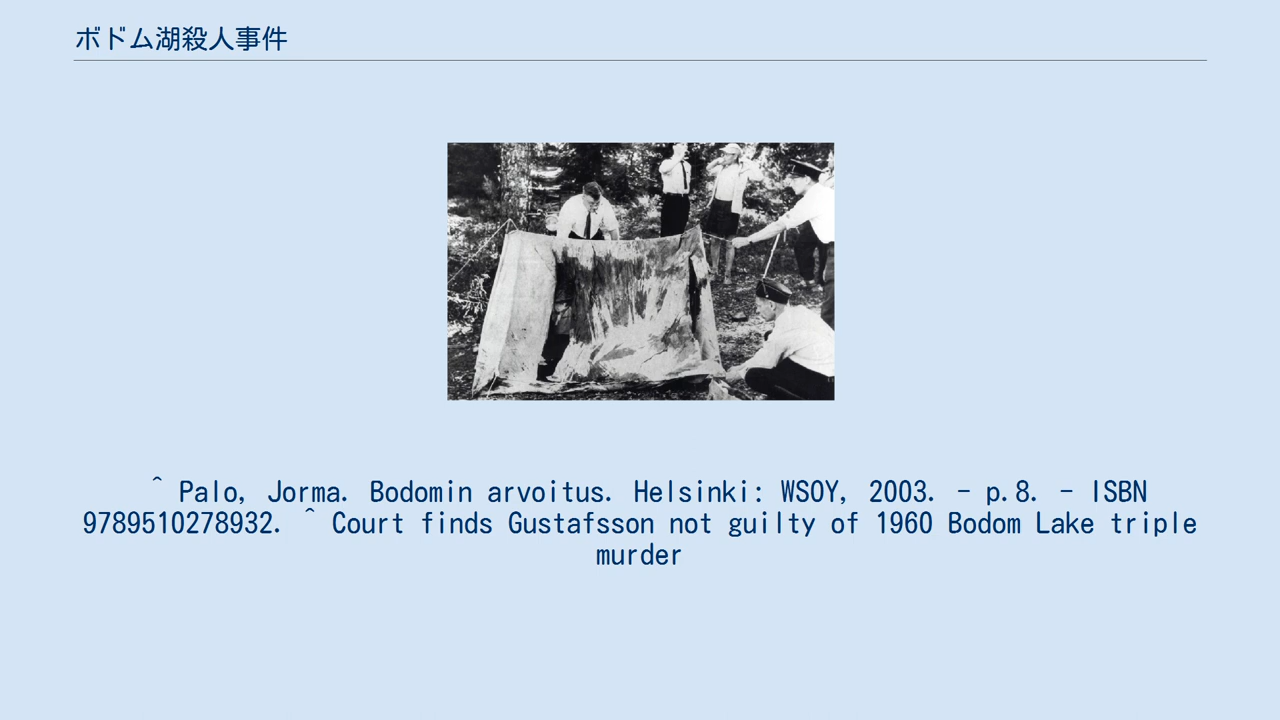 ボドム湖殺人事件
^ Palo, Jorma. Bodomin arvoitus. Helsinki: WSOY, 2003. - p.8. - ISBN
9789510278932. ^ Court finds Gustafsson not guilty of 1960 Bodom Lake triple
murder